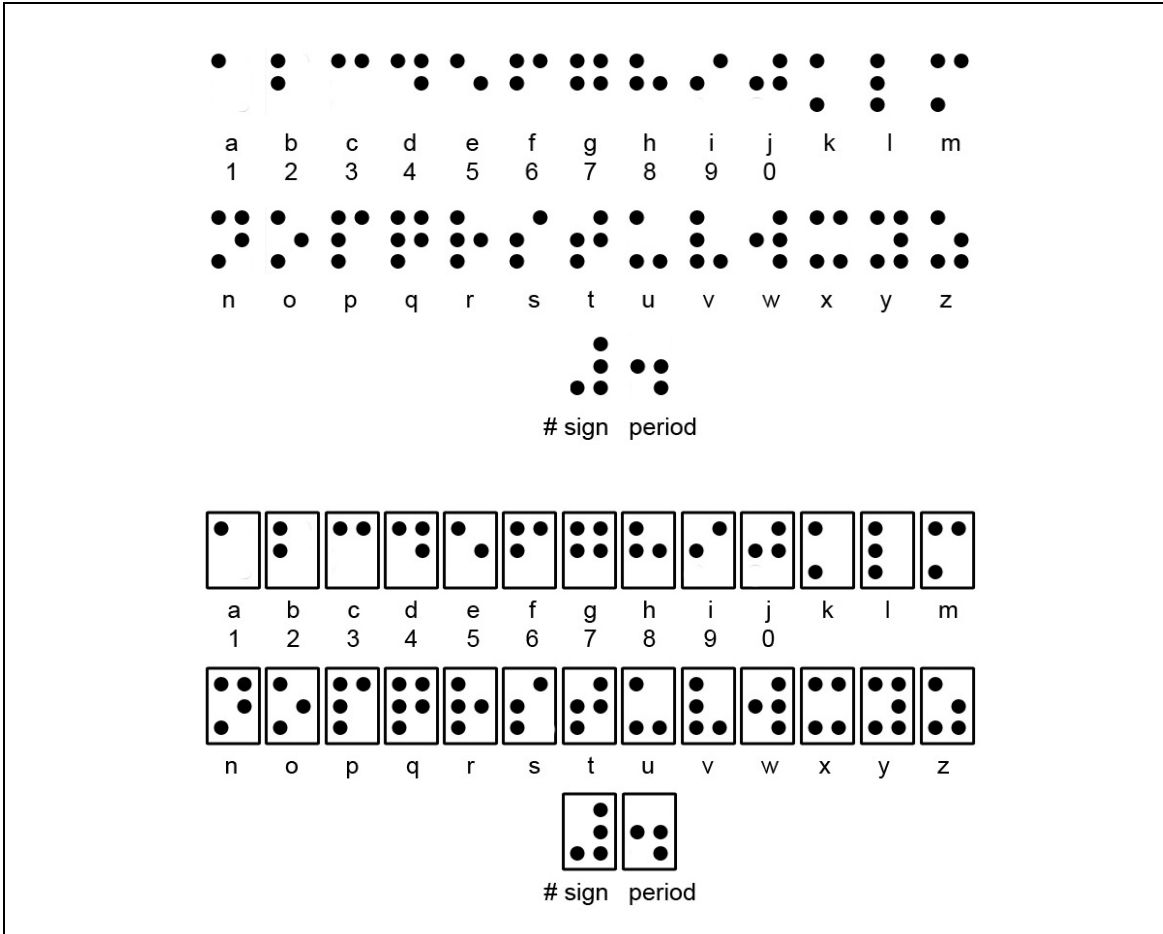 ⠁ ⠃ ⠉ ⠙ ⠑ ⠋ ⠛ ⠓ ⠊ ⠚ ⠅ ⠇ ⠍
a b c d e f g h i j k l m
1 2 3 4 5 6 7 8 9 0
⠝ ⠕ ⠏ ⠟ ⠗ ⠎ ⠞ ⠥ ⠧ ⠺ ⠭ ⠽ ⠵
n o p q r s t u v w x y z
⠼ ⠲
# sign period
⠁ ⠃ ⠉ ⠙ ⠑ ⠋ ⠛ ⠓ ⠊ ⠚ ⠅ ⠇ ⠍
a b c d e f g h i j k l m
1 2 3 4 5 6 7 8 9 0
⠝ ⠕ ⠏ ⠟ ⠗ ⠎ ⠞ ⠥ ⠧ ⠺ ⠭ ⠽ ⠵
n o p q r s t u v w x y z
⠼ ⠲
# sign period